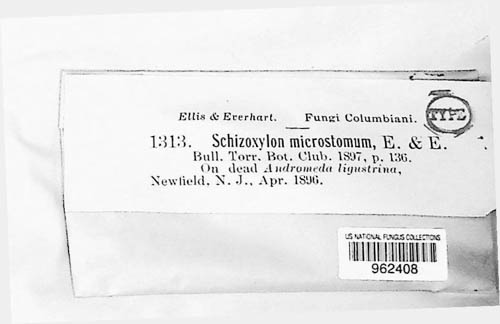 Ellis & Everhart. Fungi Columbiani.
TYPE
1313. Schizoxylon microstomum, E. & E.
Bull. Torr. Bot. Club. 1897, p. 136.
On dead Andromeda ligustrina,
Newfield, N. J., Apr. 1896.
US NATIONAL FUNGUS COLLECTIONS
962408